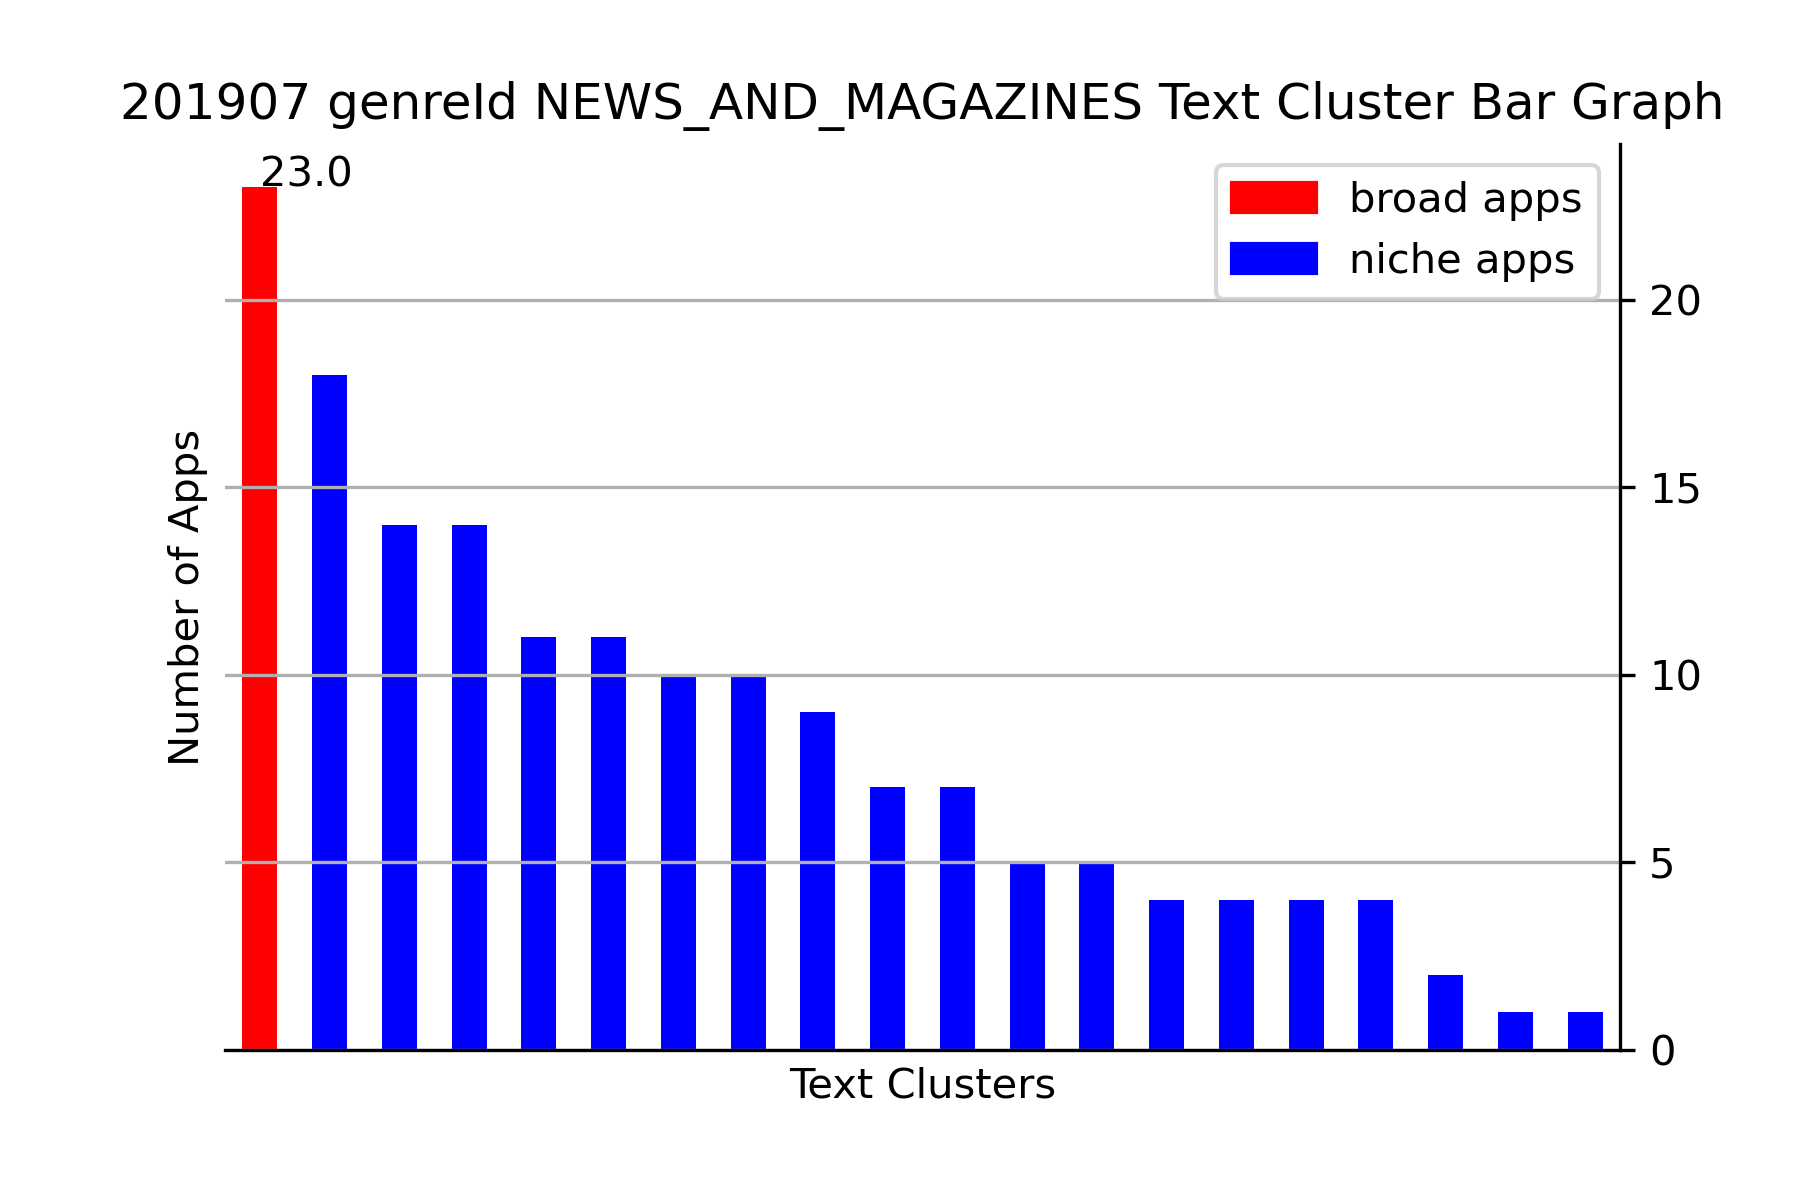 201907 genreId NEWS_AND_MAGAZINES Text Cluster Bar Graph
23.0
broad apps
niche apps
20
15
10
5
0
Number of Apps
Text Clusters